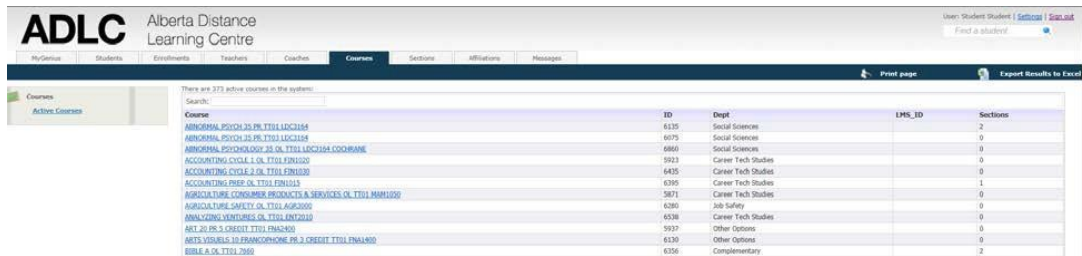 ADLC Alberta Distance Learning Centre
User: Student Student | Settings | Sign out
Find a student
MyGenius Students Enrollments Teachers Coaches Courses Sections Affiliations Messages
Print page Export Results to Excel
Courses
Active Courses
There are 375 active courses in the system!
Search:
Course ID Dept LMS_ID Sections
ABNORMAL PSYCH 35 PR TT01 LDC3164 6135 Social Sciences 2
ABNORMAL PSYCH 35 PR TT03 LDC3164 6075 Social Sciences 0
ABNORMAL PSYCHOLOGY 35 OL TT01 LDC3164 COCHRANE 6860 Social Sciences 0
ACCOUNTING CYCLE 1 OL TT01 FIN1020 5923 Career Tech Studies 0
ACCOUNTING CYCLE 2 OL TT01 FIN1030 6435 Career Tech Studies 0
ACCOUNTING PREP OL TT01 FIN1015 6395 Career Tech Studies 1
AGRICULTURE CONSUMER PRODUCTS & SERVICES OL TT01 MAM1050 5871 Career Tech Studies 0
AGRICULTURE SAFETY OL TT01 AGR3000 6280 Job Safety 0
ANALYZING VENTURES OL TT01 ENT2010 6538 Career Tech Studies 0
ART 20 PR 5 CREDIT TT01 FNA2400 5937 Other Options 0
ARTS VISUELS 10 FRANCOPHONE PR 3 CREDIT TT01 FNA1400 6130 Other Options 0
BIBLE A OL TT01 7660 6356 Complementary 2